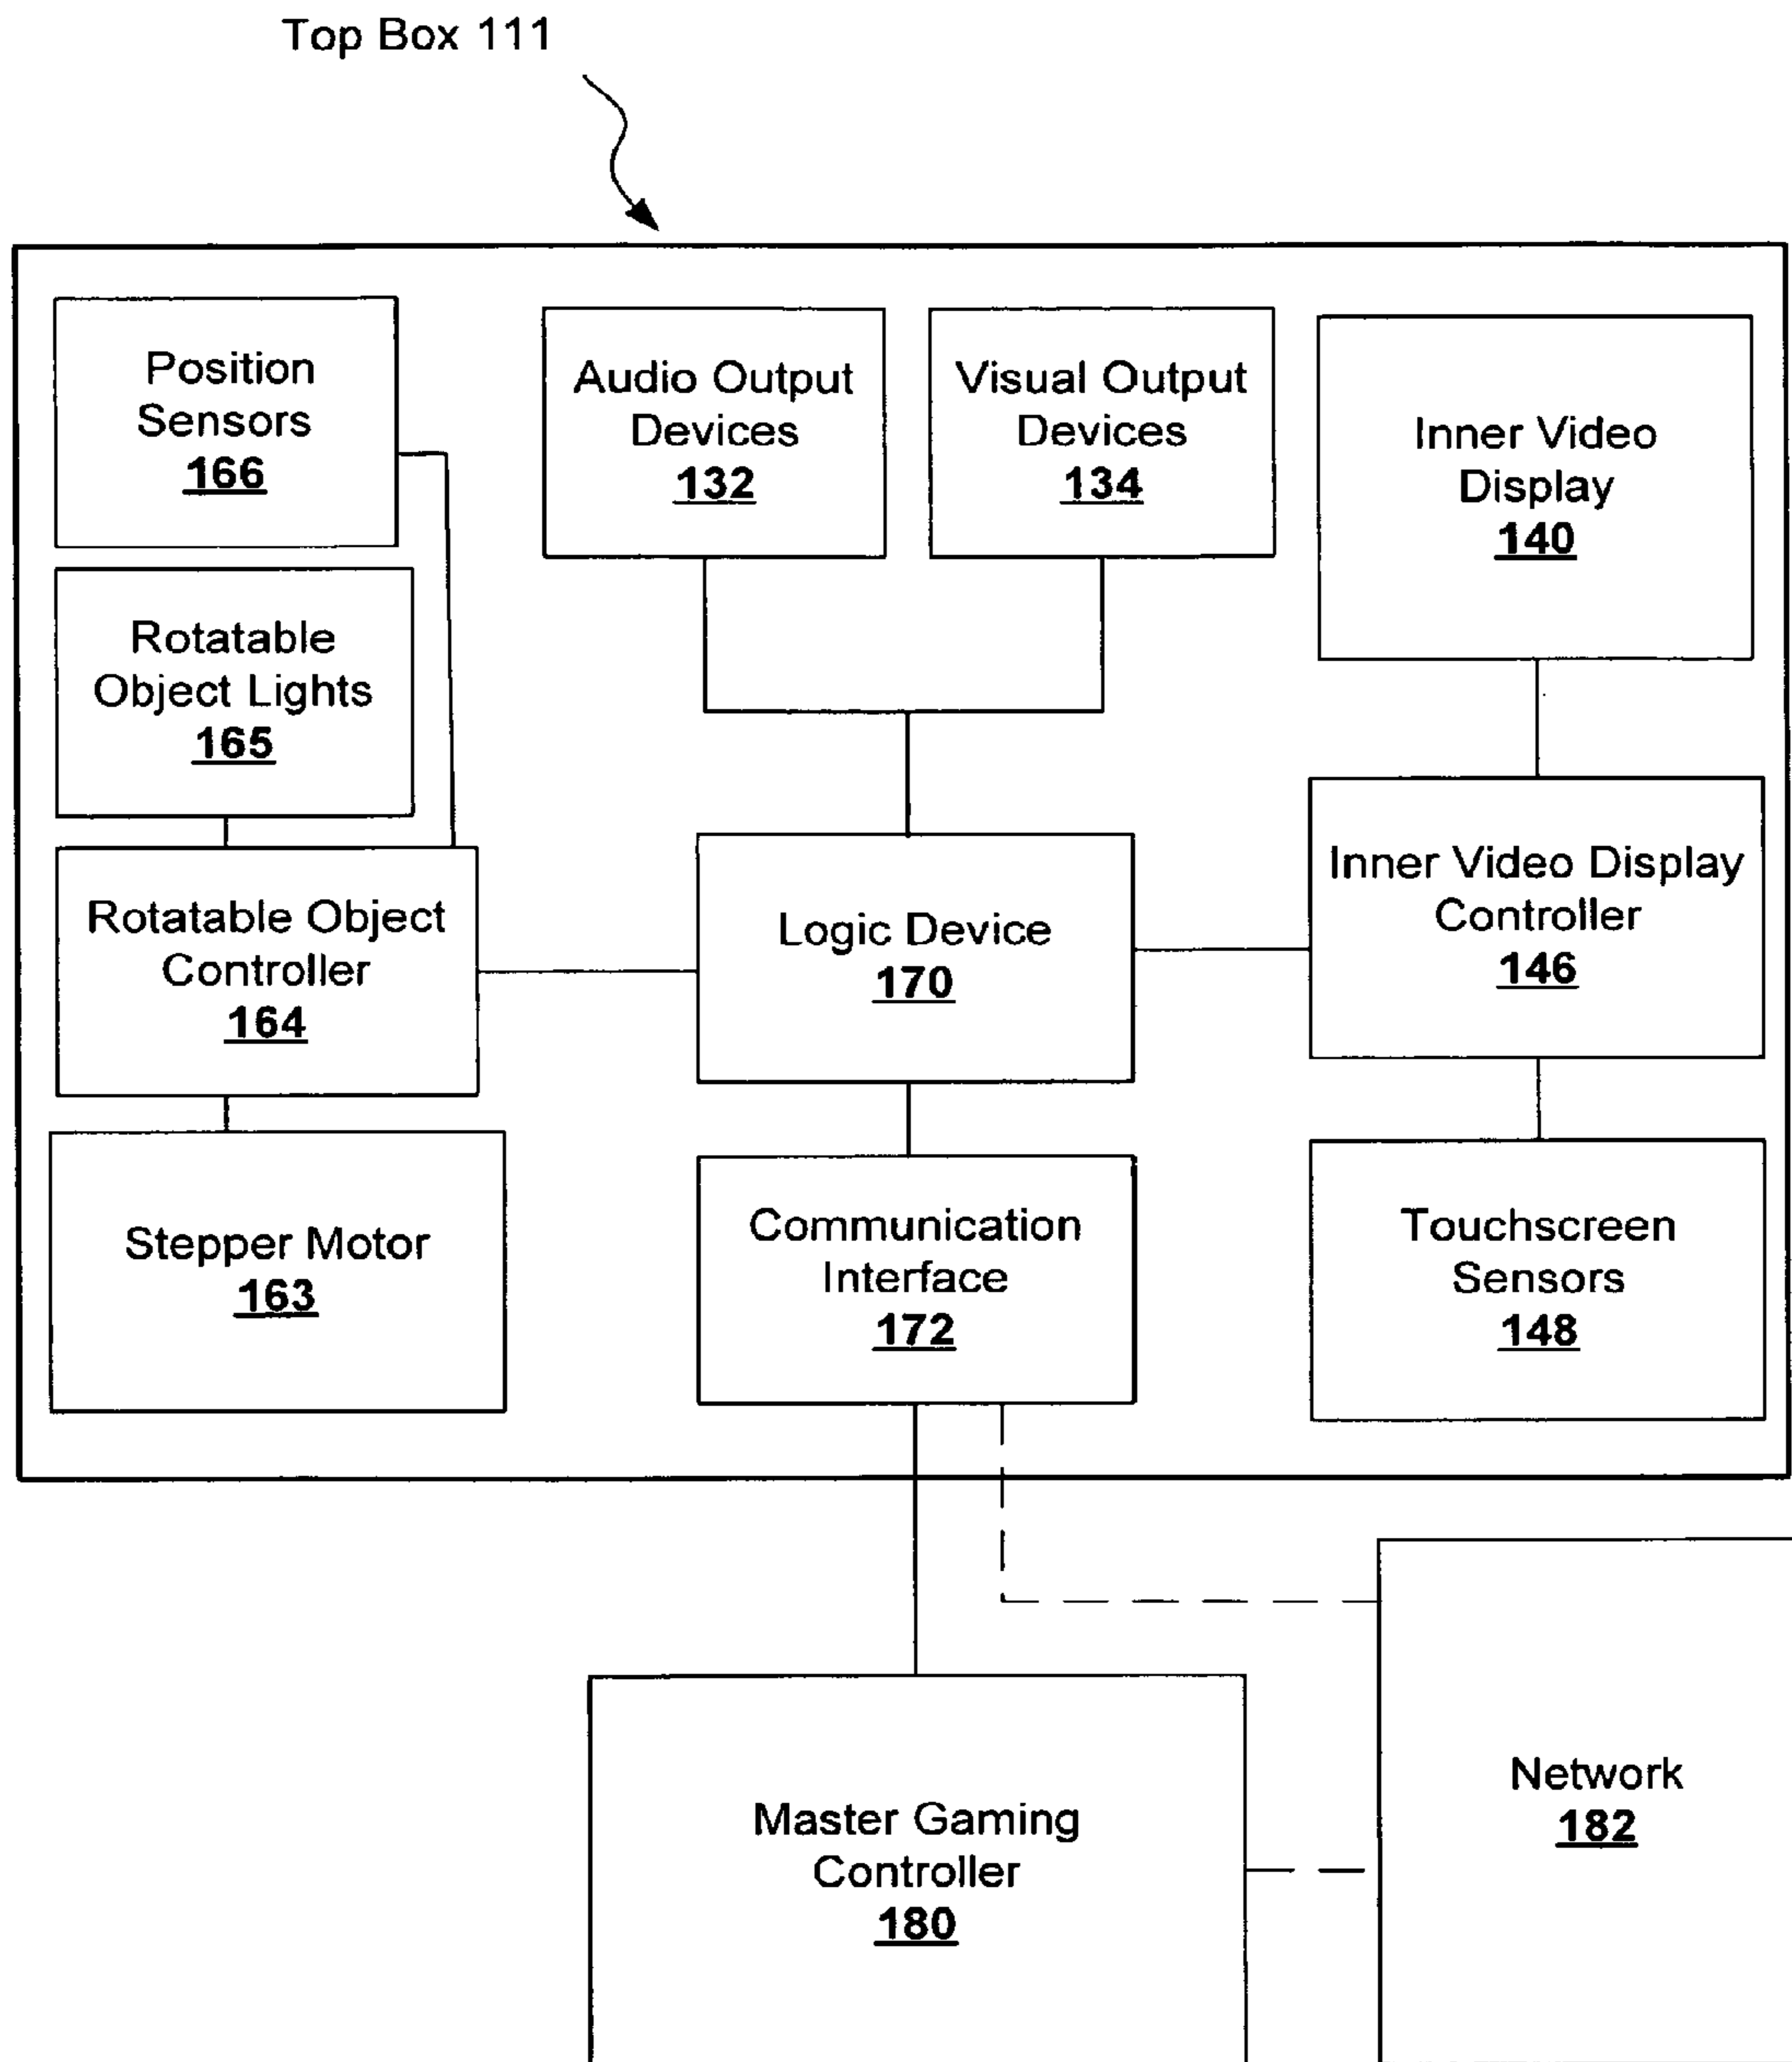 Top Box 111
Position
Sensors
166
Audio Output
Devices
132
Visual Output
Devices
134
Inner Video
Display
140
Rotatable
Object Lights
165
Rotatable Object
Controller
164
Logic Device
170
Inner Video Display
Controller
146
Stepper Motor
163
Communication
Interface
172
Touchscreen
Sensors
148
Master Gaming
Controller
180
Network
182